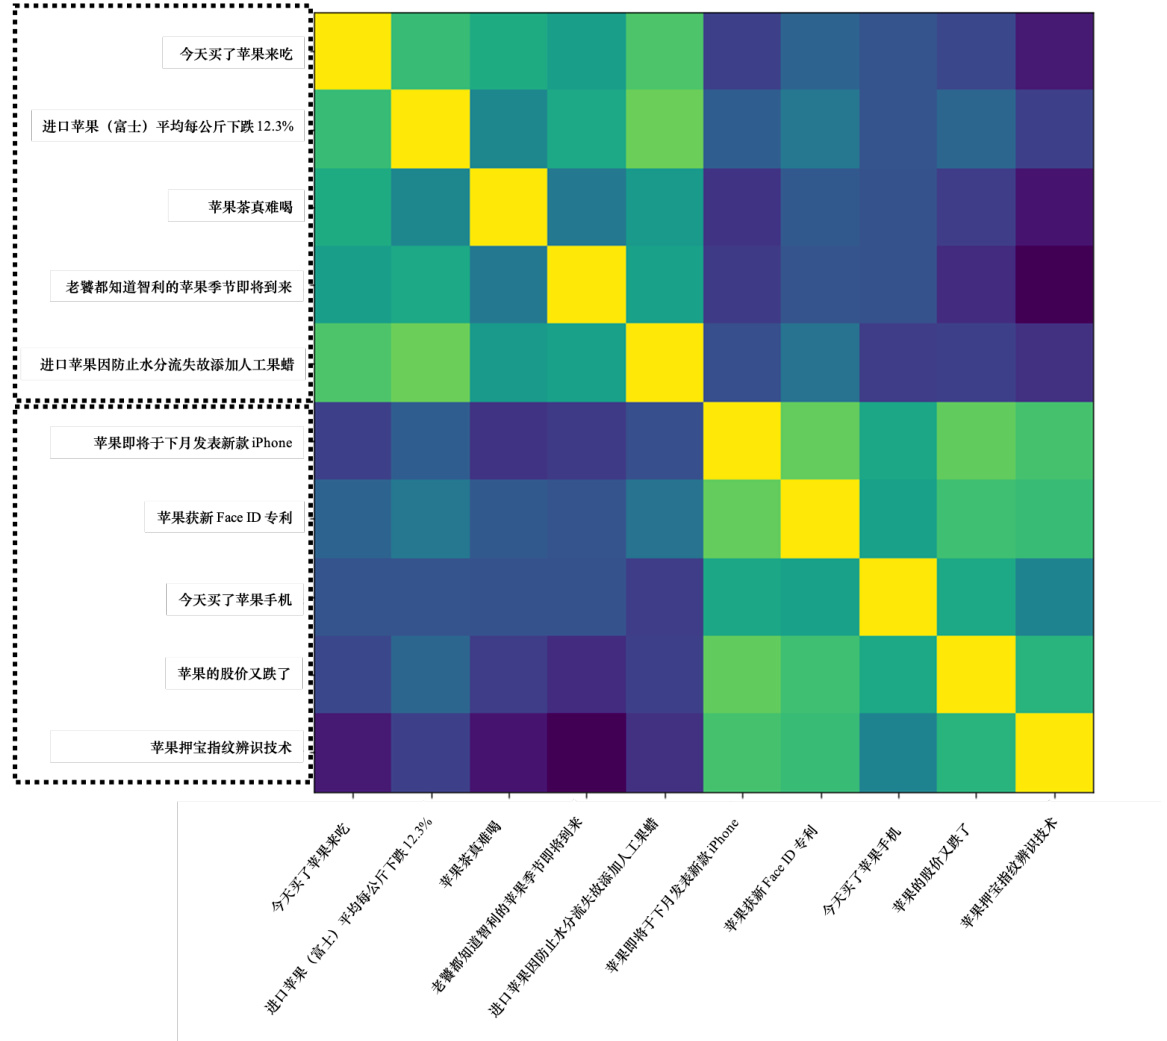 今天买了苹果来吃
进口苹果（富士）平均每公斤下跌 12.3%
苹果茶真难喝
老饕都知道智利的苹果季节即将到来
进口苹果因防止水分流失故添加人工果蜡
苹果即将于下月发表新款 iPhone
苹果获新 Face ID 专利
今天买了苹果手机
苹果的股价又跌了
苹果押宝指纹辨识技术
今天买了苹果来吃
进口苹果（富士）平均每公斤下跌 12.3%
苹果茶真难喝
老饕都知道智利的苹果季节即将到来
进口苹果因防止水分流失故添加人工果蜡
苹果即将于下月发表新款 iPhone
苹果获新 Face ID 专利
今天买了苹果手机
苹果的股价又跌了
苹果押宝指纹辨识技术